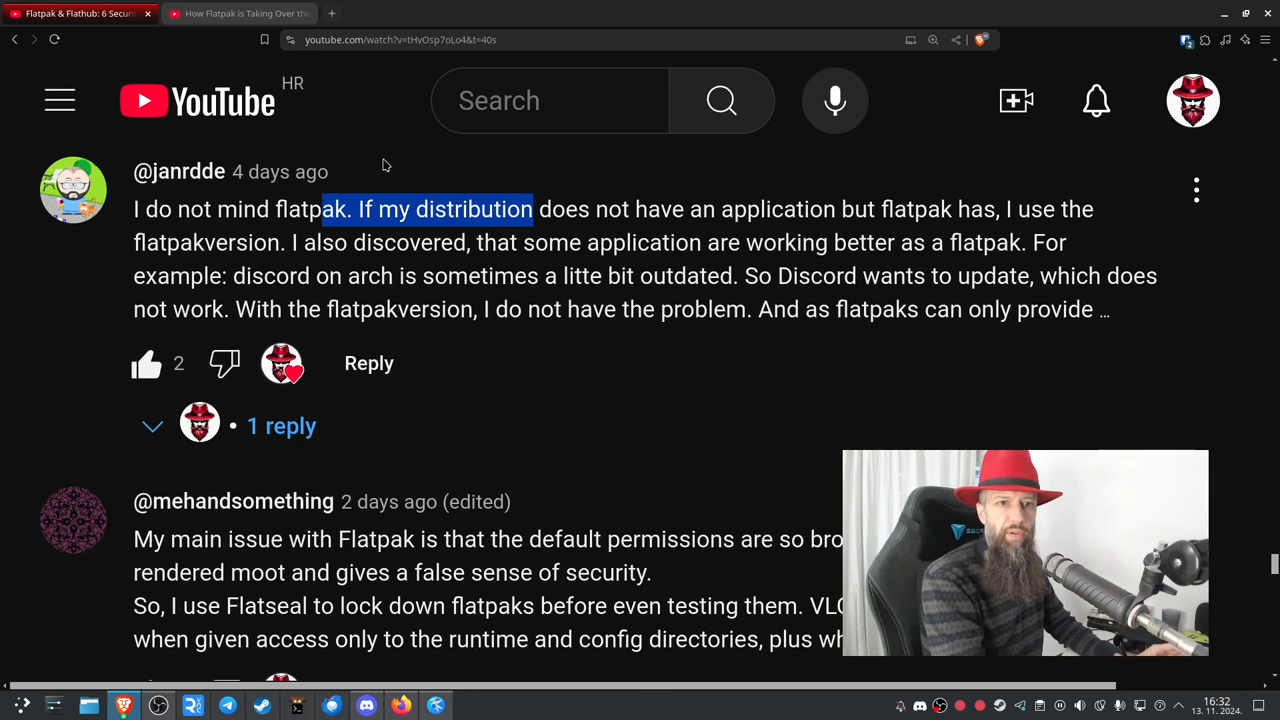 Flatpak & Flathub: 6 Securi
How Flatpak is Taking Over the
youtube.com/watch?v=tHvOsp7oLo4&t=40s
YouTube HR
Search
@janrdde 4 days ago
I do not mind flatpak. If my distribution does not have an application but flatpak has, I use the
flatpakversion. I also discovered, that some application are working better as a flatpak. For
example: discord on arch is sometimes a litte bit outdated. So Discord wants to update, which does
not work. With the flatpakversion, I do not have the problem. And as flatpaks can only provide ...
2 Reply
• 1 reply
@mehandsomething 2 days ago (edited)
My main issue with Flatpak is that the default permissions are so bro
rendered moot and gives a false sense of security.
So, I use Flatseal to lock down flatpaks before even testing them. VLC
when given access only to the runtime and config directories, plus wh
16:32
13. 11. 2024.